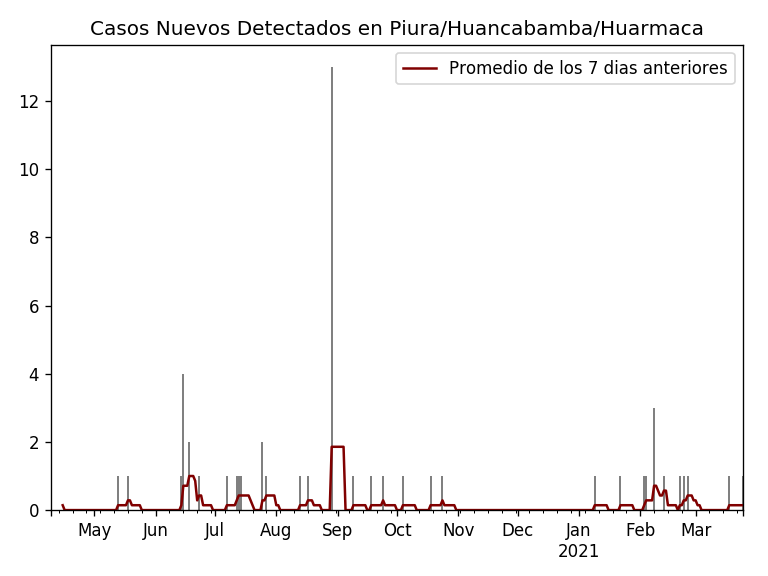 Casos Nuevos Detectados en Piura/Huancabamba/Huarmaca
Promedio de los 7 dias anteriores
12
10
8
6
4
2
0
May Jun Jul Aug Sep Oct Nov Dec Jan Feb Mar
2021